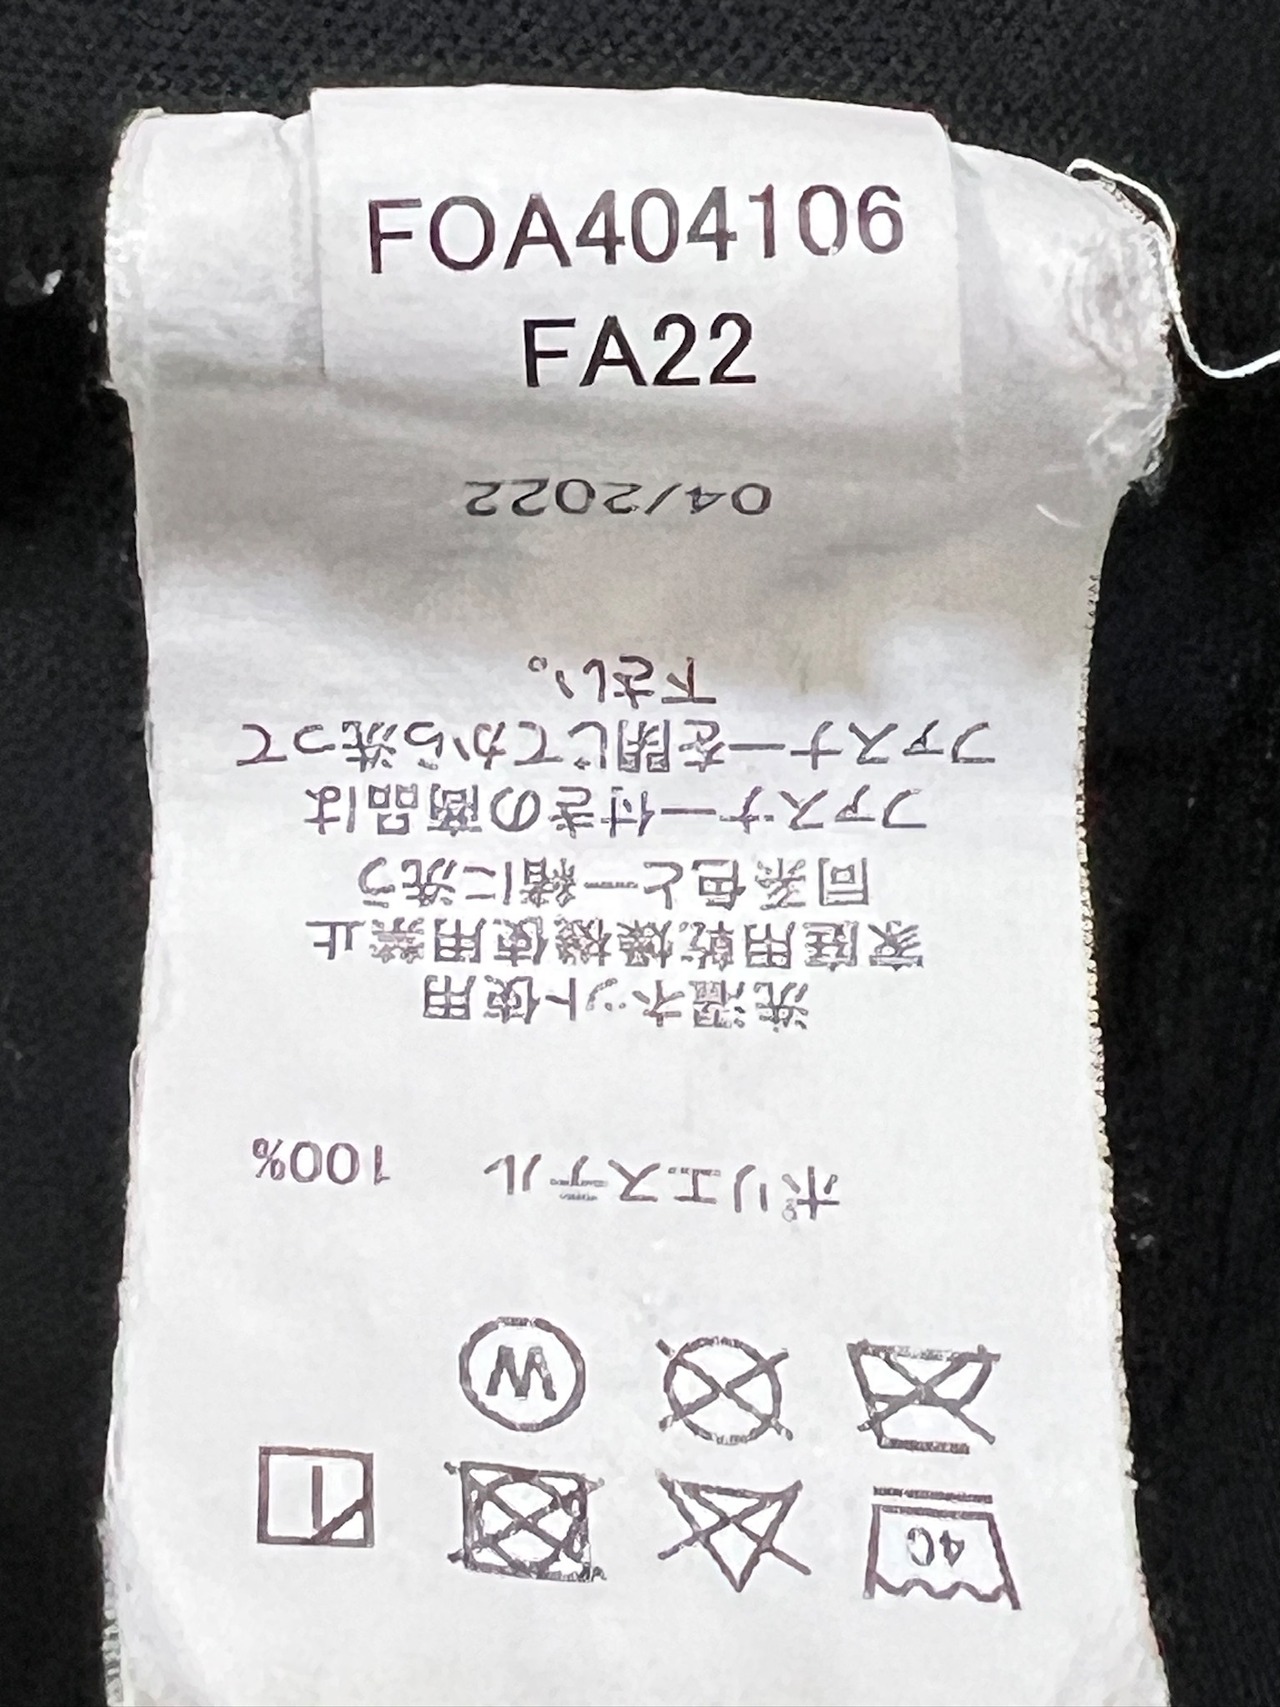 FOA404106
FA22
40
W
ポリエステル 100%
洗濯ネット使用
家庭用乾燥機使用禁止
同系色と一緒に洗う
ファスナー付きの商品は
ファスナーを閉じてから洗って
下さい。
04/2022